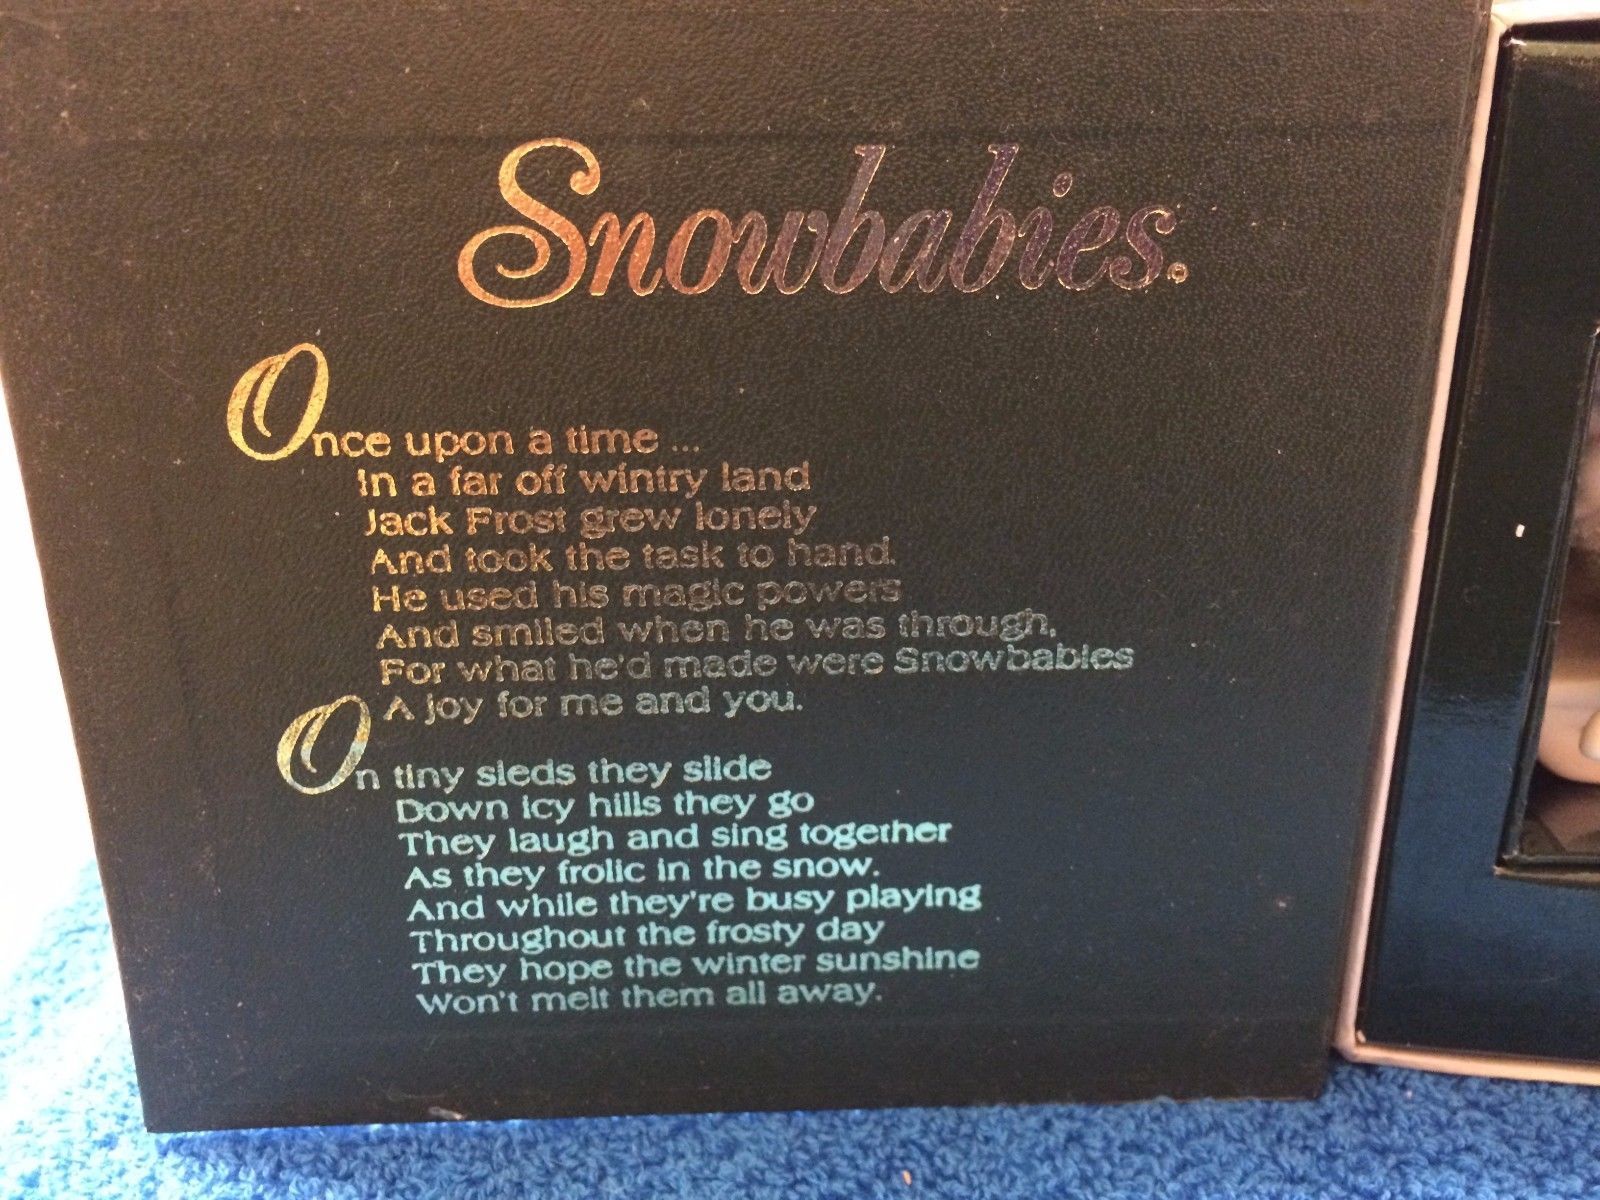 Snowbabies®
Once upon a time ...
In a far off wintry land
Jack Frost grew lonely
And took the task to hand.
He used his magic powers
And smiled when he was through,
For what he'd made were Snowbabies
A joy for me and you.
On tiny sleds they slide
Down icy hills they go
They laugh and sing together
As they frolic in the snow.
And while they're busy playing
Throughout the frosty day
They hope the winter sunshine
Won't melt them all away.